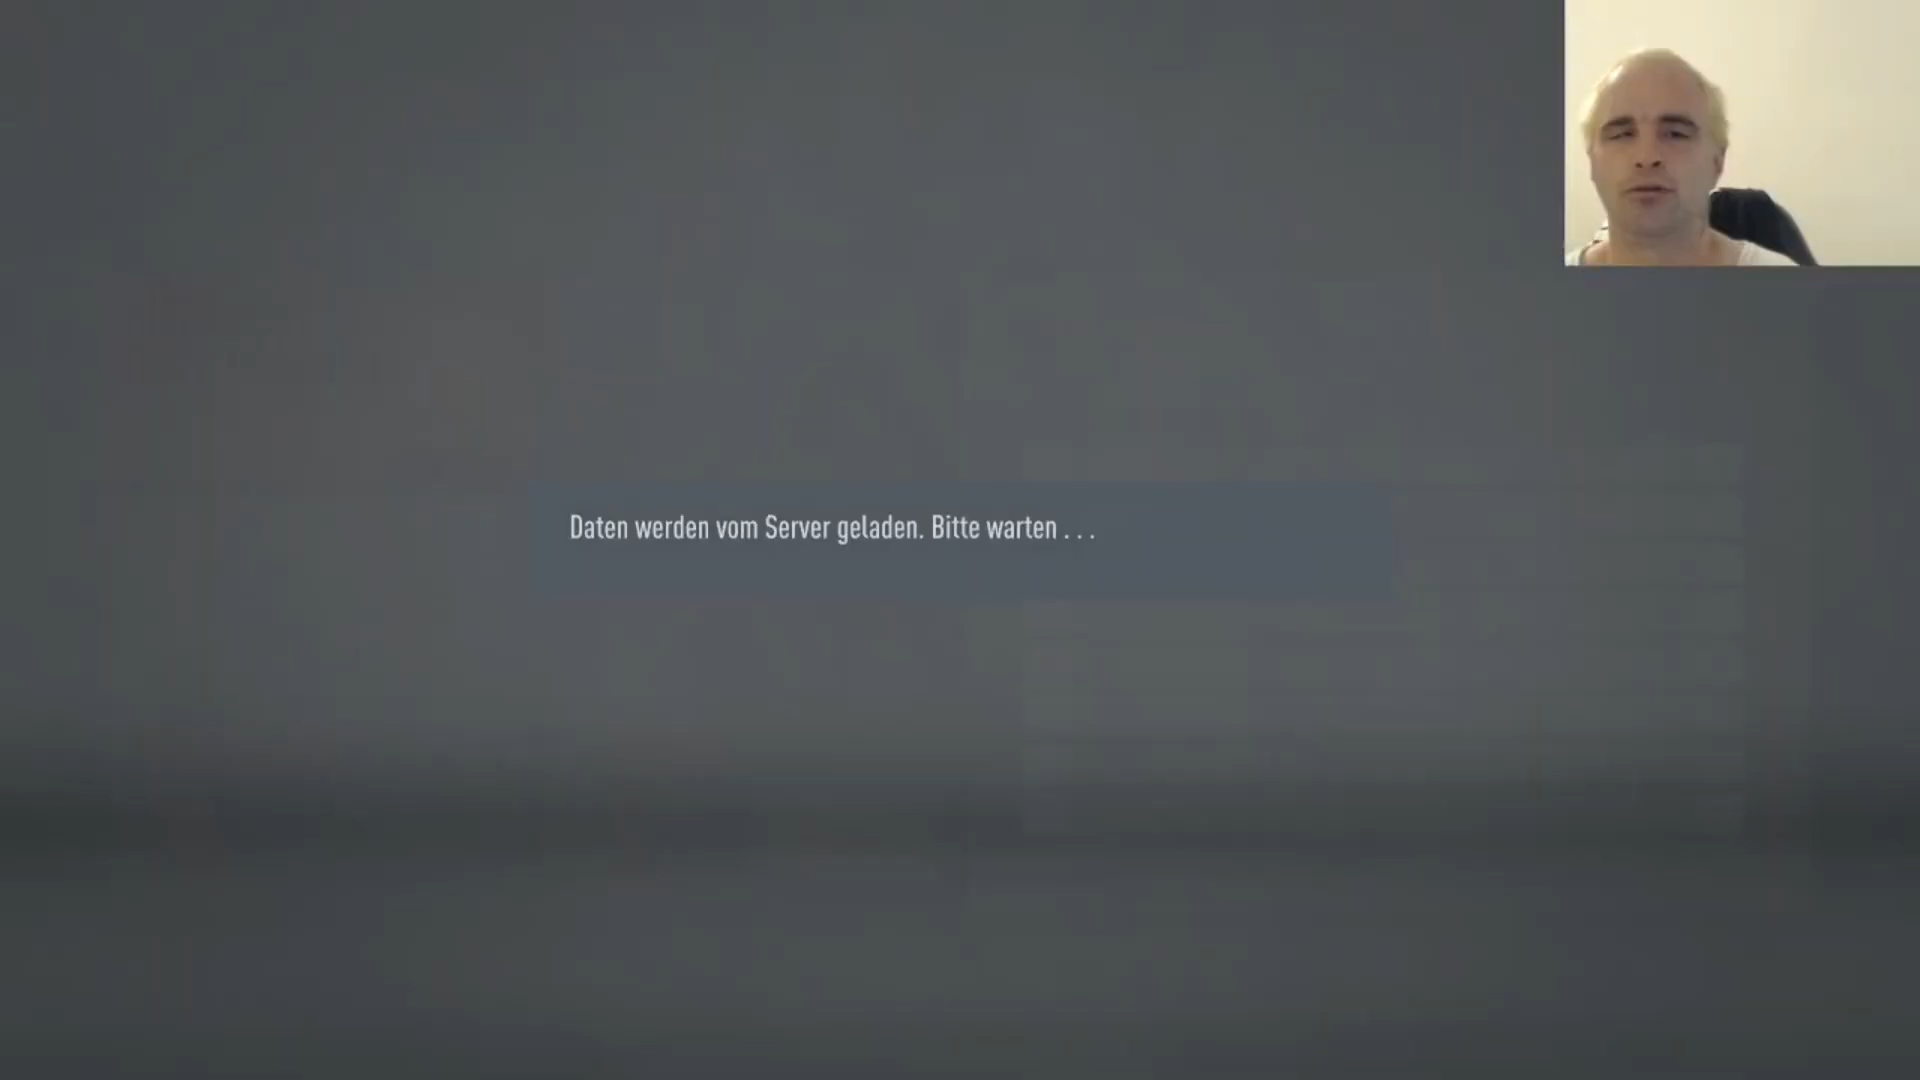 Daten werden vom Server geladen. Bitte warten . . .